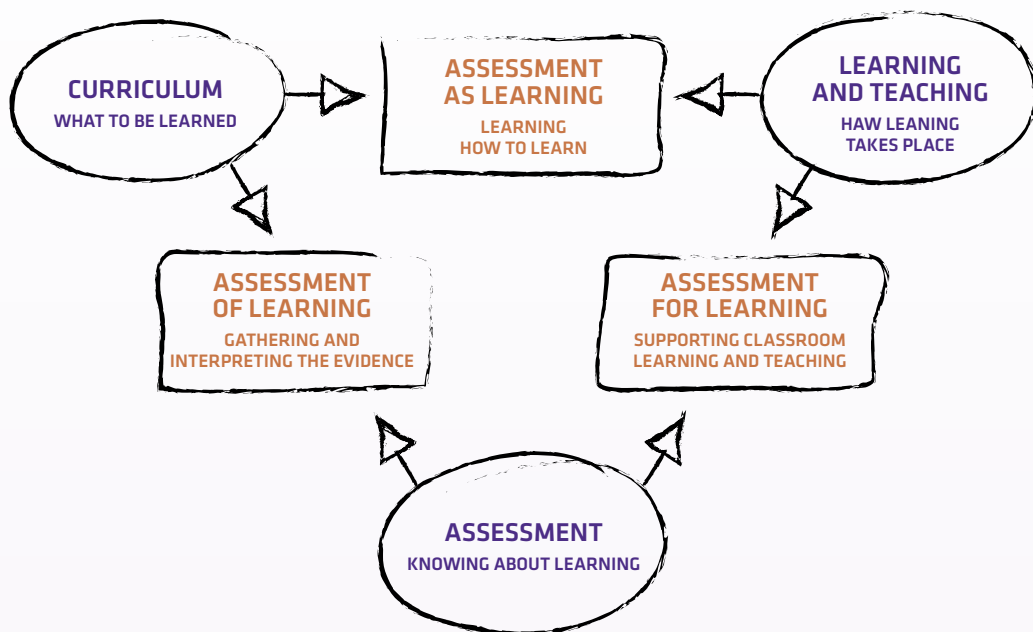 CURRICULUM
WHAT TO BE LEARNED
ASSESSMENT
AS LEARNING
LEARNING
HOW TO LEARN
LEARNING
AND TEACHING
HAW LEANING
TAKES PLACE
ASSESSMENT
OF LEARNING
GATHERING AND
INTERPRETING THE EVIDENCE
ASSESSMENT
FOR LEARNING
SUPPORTING CLASSROOM
LEARNING AND TEACHING
ASSESSMENT
KNOWING ABOUT LEARNING